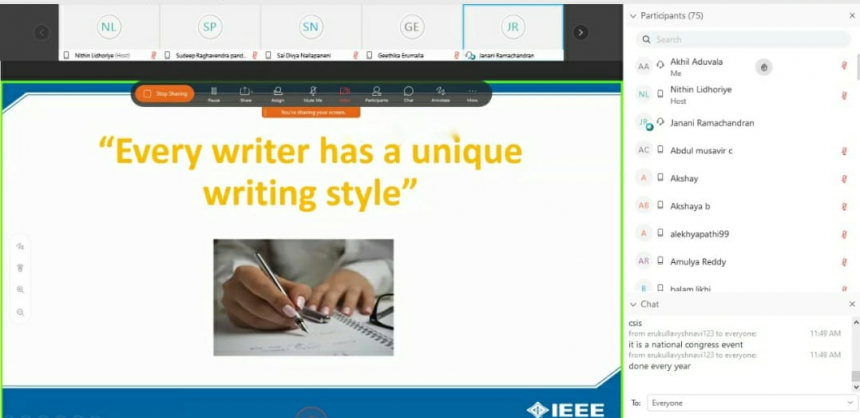 NL
SP
SN
GE
JR
Nithin Lidhoriye (Host)
Sudeep Raghavendra pand..
Sai Divya Nallapaneni
Geethika Erumalla
Janani Ramachandran
Stop Sharing
Pause
Share
Assign
Mute Me
Video
Participants
Chat
Annotate
More
You're sharing your screen.
“Every writer has a unique
writing style”
IEEE
Participants (75)
Search
AA Akhil Aduvala
Me
NL Nithin Lidhoriye
Host
JR Janani Ramachandran
AC Abdul musavir c
A Akshay
AB Akshaya b
A alekhyapathi99
AR Amulya Reddy
B balam likhi
Chat
csis
from erukullavyshnavi123 to everyone: 11:49 AM
it is a national congress event
from erukullavyshnavi123 to everyone: 11:49 AM
done every year
To: Everyone